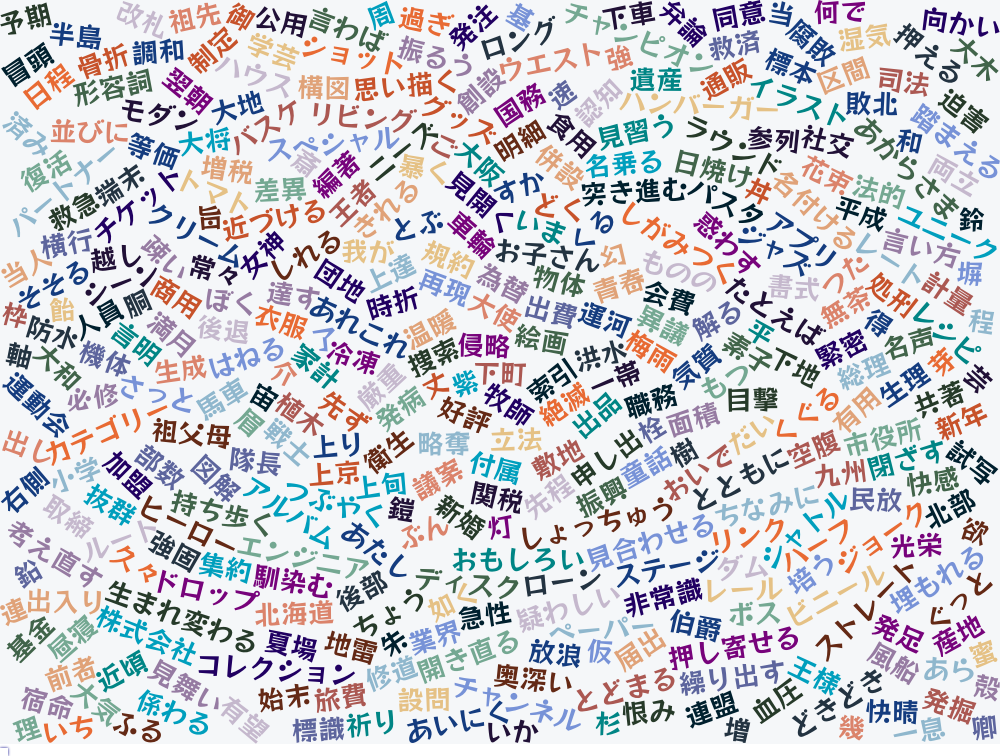 予期
改札
祖先
御
公用
言わば
周
過ぎ
発注
基
チャンピオン
下車
弁論
同意
当
何で
向かい
半島
冒頭
骨折
調和
制定
学芸
ショット
振るう
ロング
救済
腐敗
湿気
押える
大木
日程
形容詞
翌朝
ハウス
構図
思い描く
創設
ウエスト
強
遺産
通販
標本
区間
司法
迫害
モダン
大地
バスケ
リビング
グッズ
国務
速
認知
ハンバーガー
イラスト
敗北
踏まえる
済み
並びに
等価
大将
スペシャル
ニーズ
ご
明細
食用
見習う
ラウンド
参列
社交
あからさま
和
両立
復活
パートナー
増税
斎
編著
暴く
大阪
併設
名乗る
日焼け
丼
花束
法的
救急
端末
チケット
トマト
差異
王者
きれる
見聞
すか
突き進む
パスタ
名付ける
平成
ユニーク
鈴
横行
クリーム
旨
近づける
とぶ
車輪
くいま
どく
くる
しがみつく
惑わす
アプリ
ジャズ
レート
言い方
塀
当人
越し
疎い
常々
女神
しれる
我が
規約
お子さん
幻
ものの
書式
つた
計量
そそる
シーン
団地
上達
再現
為替
物体
青春
会費
たとえば
無茶
処刑
レシピ
程
枠
飴
人員
胴
商用
ぼく
達す
あれこれ
時折
大使
出費
運河
異議
解る
平
得
防水
言明
満月
後退
衣服
了
冷凍
温暖
捜索
侵略
絵画
梅雨
素子
下地
緊密
名声
軸
大和
機体
生成
はねる
介
家計
厳重
丈
紫
下町
索引
洪水
一帯
気質
もつ
目撃
総理
芽
芸
運動会
必修
さっと
馬車
宙
植木
先ず
発病
好評
牧師
絶滅
出品
職務
ぐる
有用
生理
共著
出し
カテゴリー
祖父母
眉
戦士
上り
衛生
略奪
立法
敷地
申し出
栓
面積
だい
くく
空腹
市役所
新年
右側
小学
加盟
部数
図解
隊長
上京
上旬
議案
付属
先程
振興
童話
樹
おいで
とともに
九州
閉ざす
試写
抜群
持ち歩く
アルバム
つぶやく
鎧
関税
ちなみに
民放
快感
取締
ヒーロー
新婚
灯
しょっちゅう
シャトル
北部
考え直す
ルート
久々
強固
集約
エンジニア
あたし
ぶん
おもしろい
見合わせる
リンク
ハーフ
ジョーク
光栄
欲
鉛
ドロップ
馴染む
後部
ディスク
ローン
ステージ
ダム
培う
埋もれる
連
出入り
生まれ変わる
北海道
ちょう
如く
急性
疑わしい
非常識
レール
ビニール
ストレート
ぐっと
基金
昼寝
株式会社
夏場
地雷
朱
業界
ペーパー
伯爵
ボス
発足
産地
前者
近頃
コレクション
修道
開き直る
放浪
仮
届出
押し寄せる
風船
あら
蜜
宿命
大気
見舞い
始末
旅費
設問
チャンネル
奥深い
とどまる
繰り出す
王様
どき
殻
理
いち
ふる
係わる
有望
標識
祈り
あいにく
いか
杉
恨み
連盟
増
血圧
どきどき
幾
快晴
発掘
一息
卿